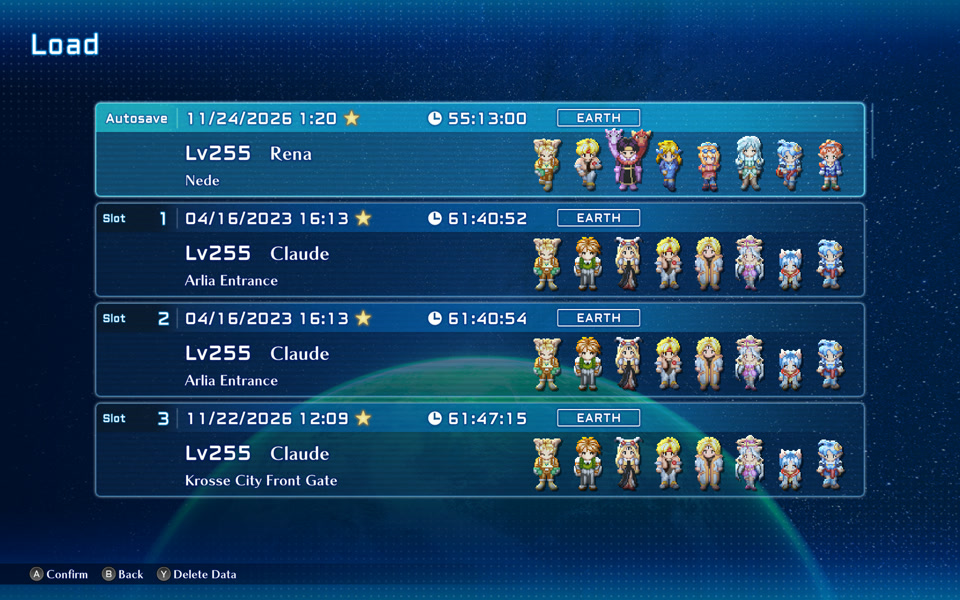 Load
Autosave 11/24/2026 1:20 55:13:00 EARTH
Lv255 Rena
Nede
Slot 1 04/16/2023 16:13 61:40:52 EARTH
Lv255 Claude
Arlia Entrance
Slot 2 04/16/2023 16:13 61:40:54 EARTH
Lv255 Claude
Arlia Entrance
Slot 3 11/22/2026 12:09 61:47:15 EARTH
Lv255 Claude
Krosse City Front Gate
A Confirm B Back Y Delete Data